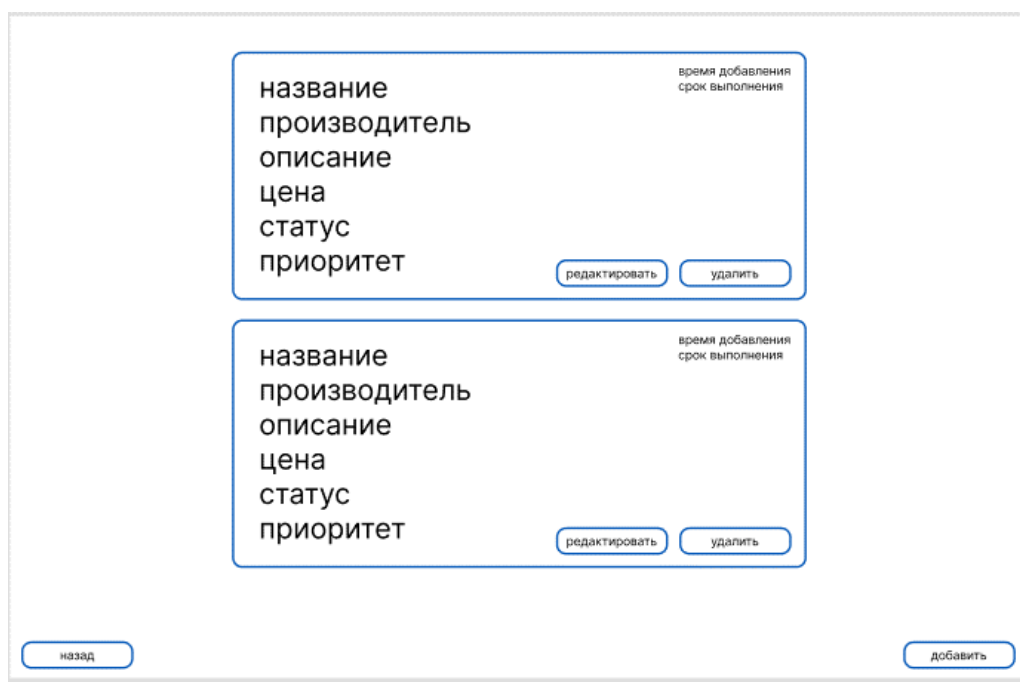 название
производитель
описание
цена
статус
приоритет
время добавления
срок выполнения
редактировать
удалить
название
производитель
описание
цена
статус
приоритет
время добавления
срок выполнения
редактировать
удалить
назад
добавить